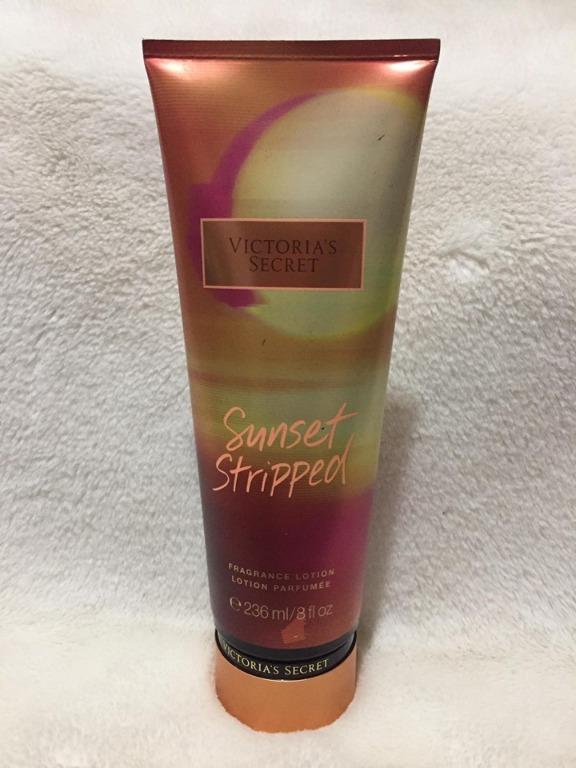 VICTORIA'S
SECRET
Sunset
Stripped
FRAGRANCE LOTION
LOTION PARFUMÉE
℮ 236 ml/8 fl oz
VICTORIA'S SECRET